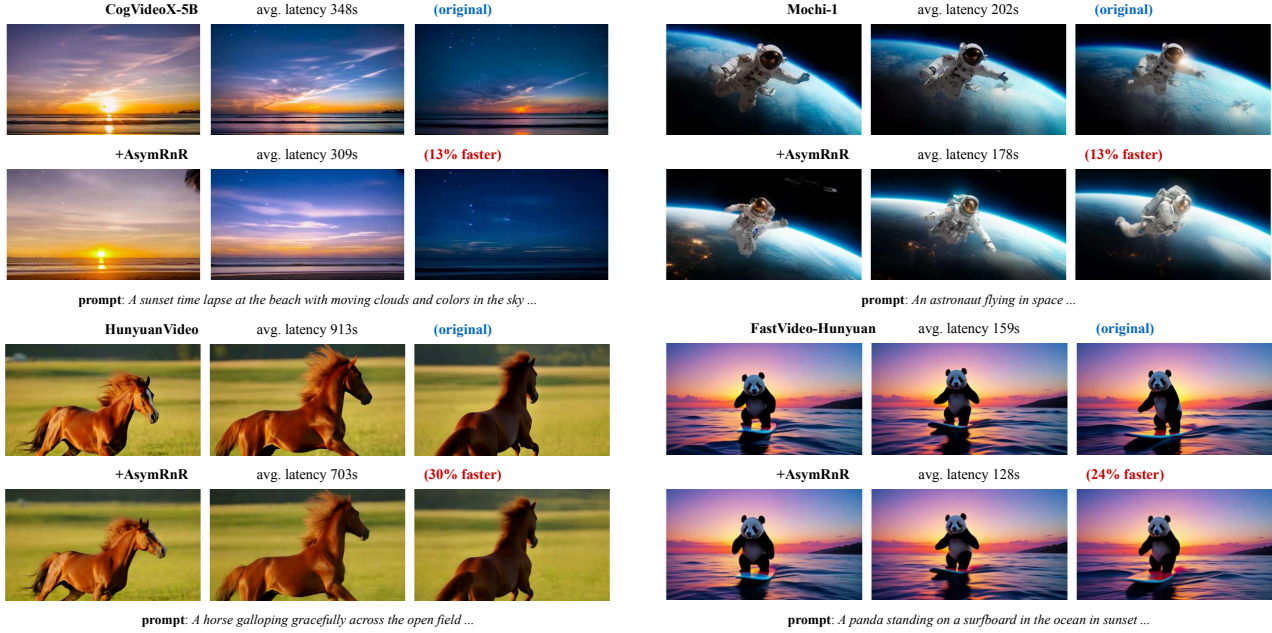 CogVideoX-5B avg. latency 348s (original)
+AsymRnR avg. latency 309s (13% faster)
prompt: A sunset time lapse at the beach with moving clouds and colors in the sky ...
Mochi-1 avg. latency 202s (original)
+AsymRnR avg. latency 178s (13% faster)
prompt: An astronaut flying in space ...
HunyuanVideo avg. latency 913s (original)
+AsymRnR avg. latency 703s (30% faster)
prompt: A horse galloping gracefully across the open field ...
FastVideo-Hunyuan avg. latency 159s (original)
+AsymRnR avg. latency 128s (24% faster)
prompt: A panda standing on a surfboard in the ocean in sunset ...